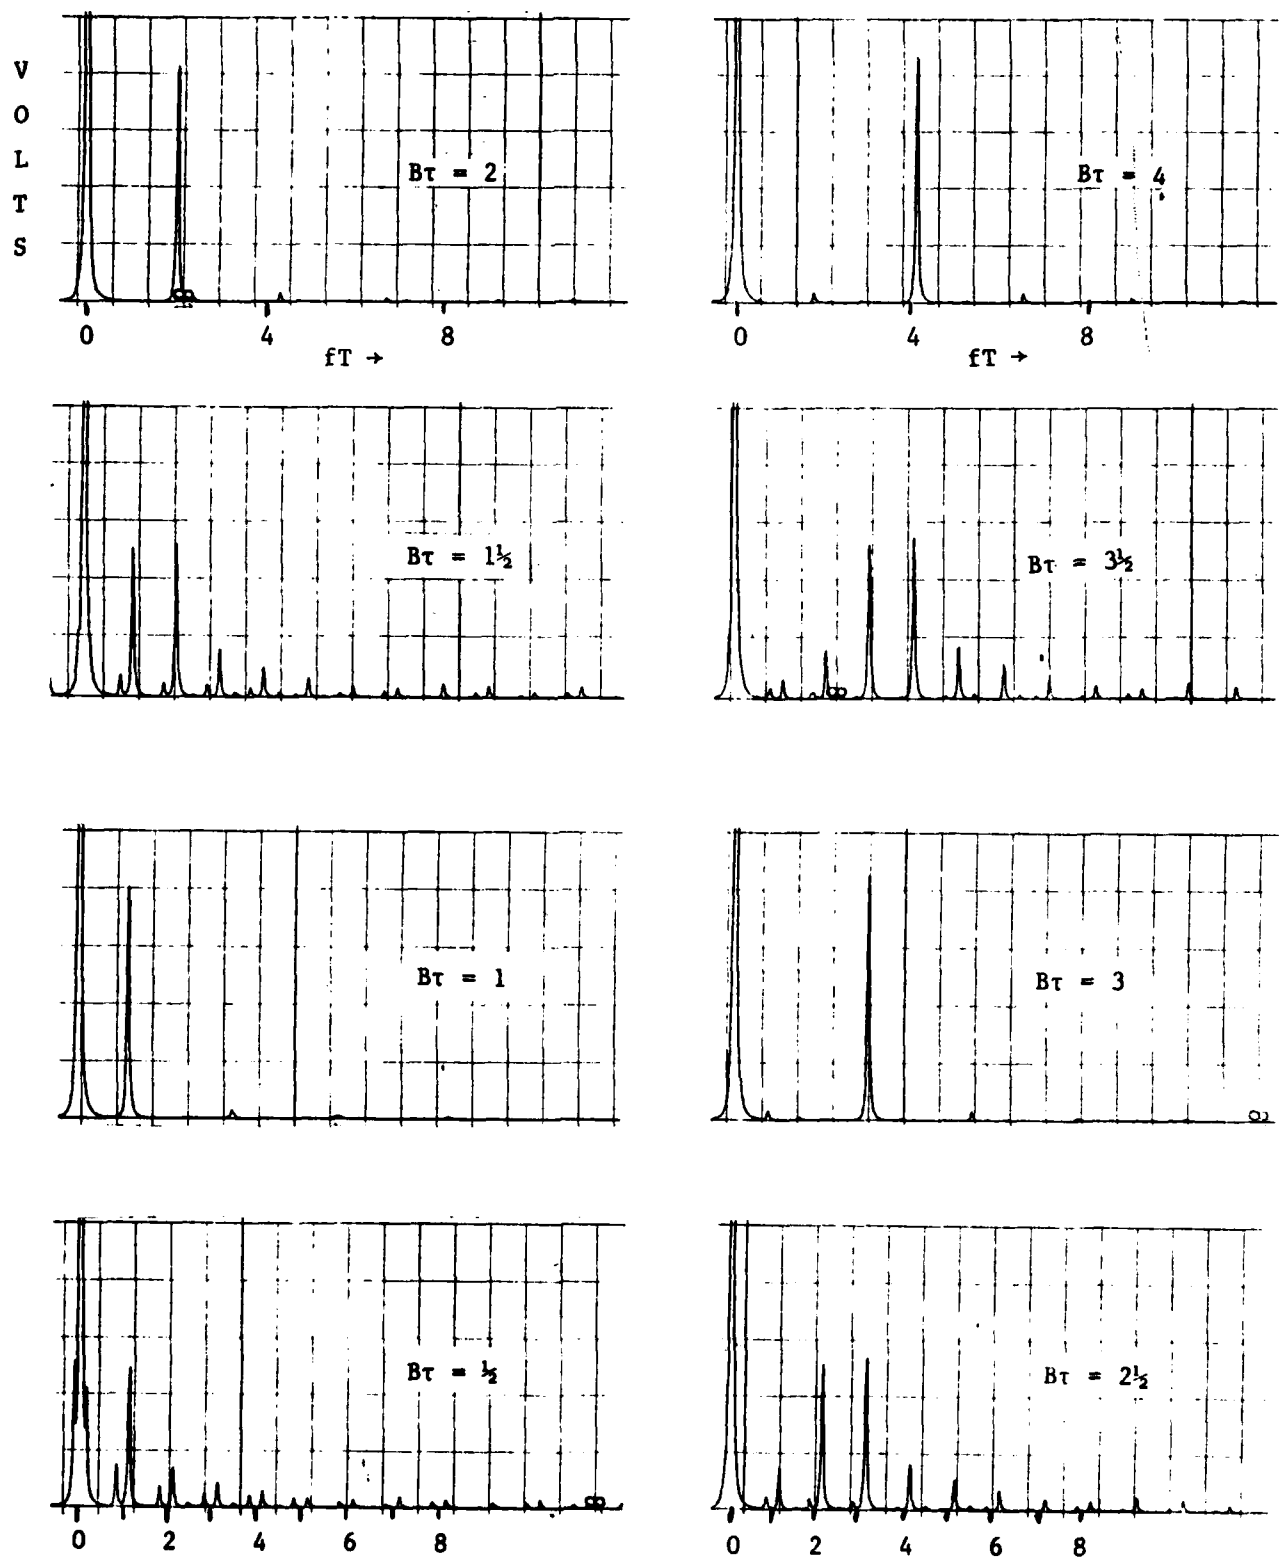 VOLTS
Bτ = 2
0 4 8
fT →
Bτ = 4
0 4 8
fT →
Bτ = 1½
Bτ = 3½
Bτ = 1
Bτ = 3
Bτ = ½
0 2 4 6 8
Bτ = 2½
0 2 4 6 8